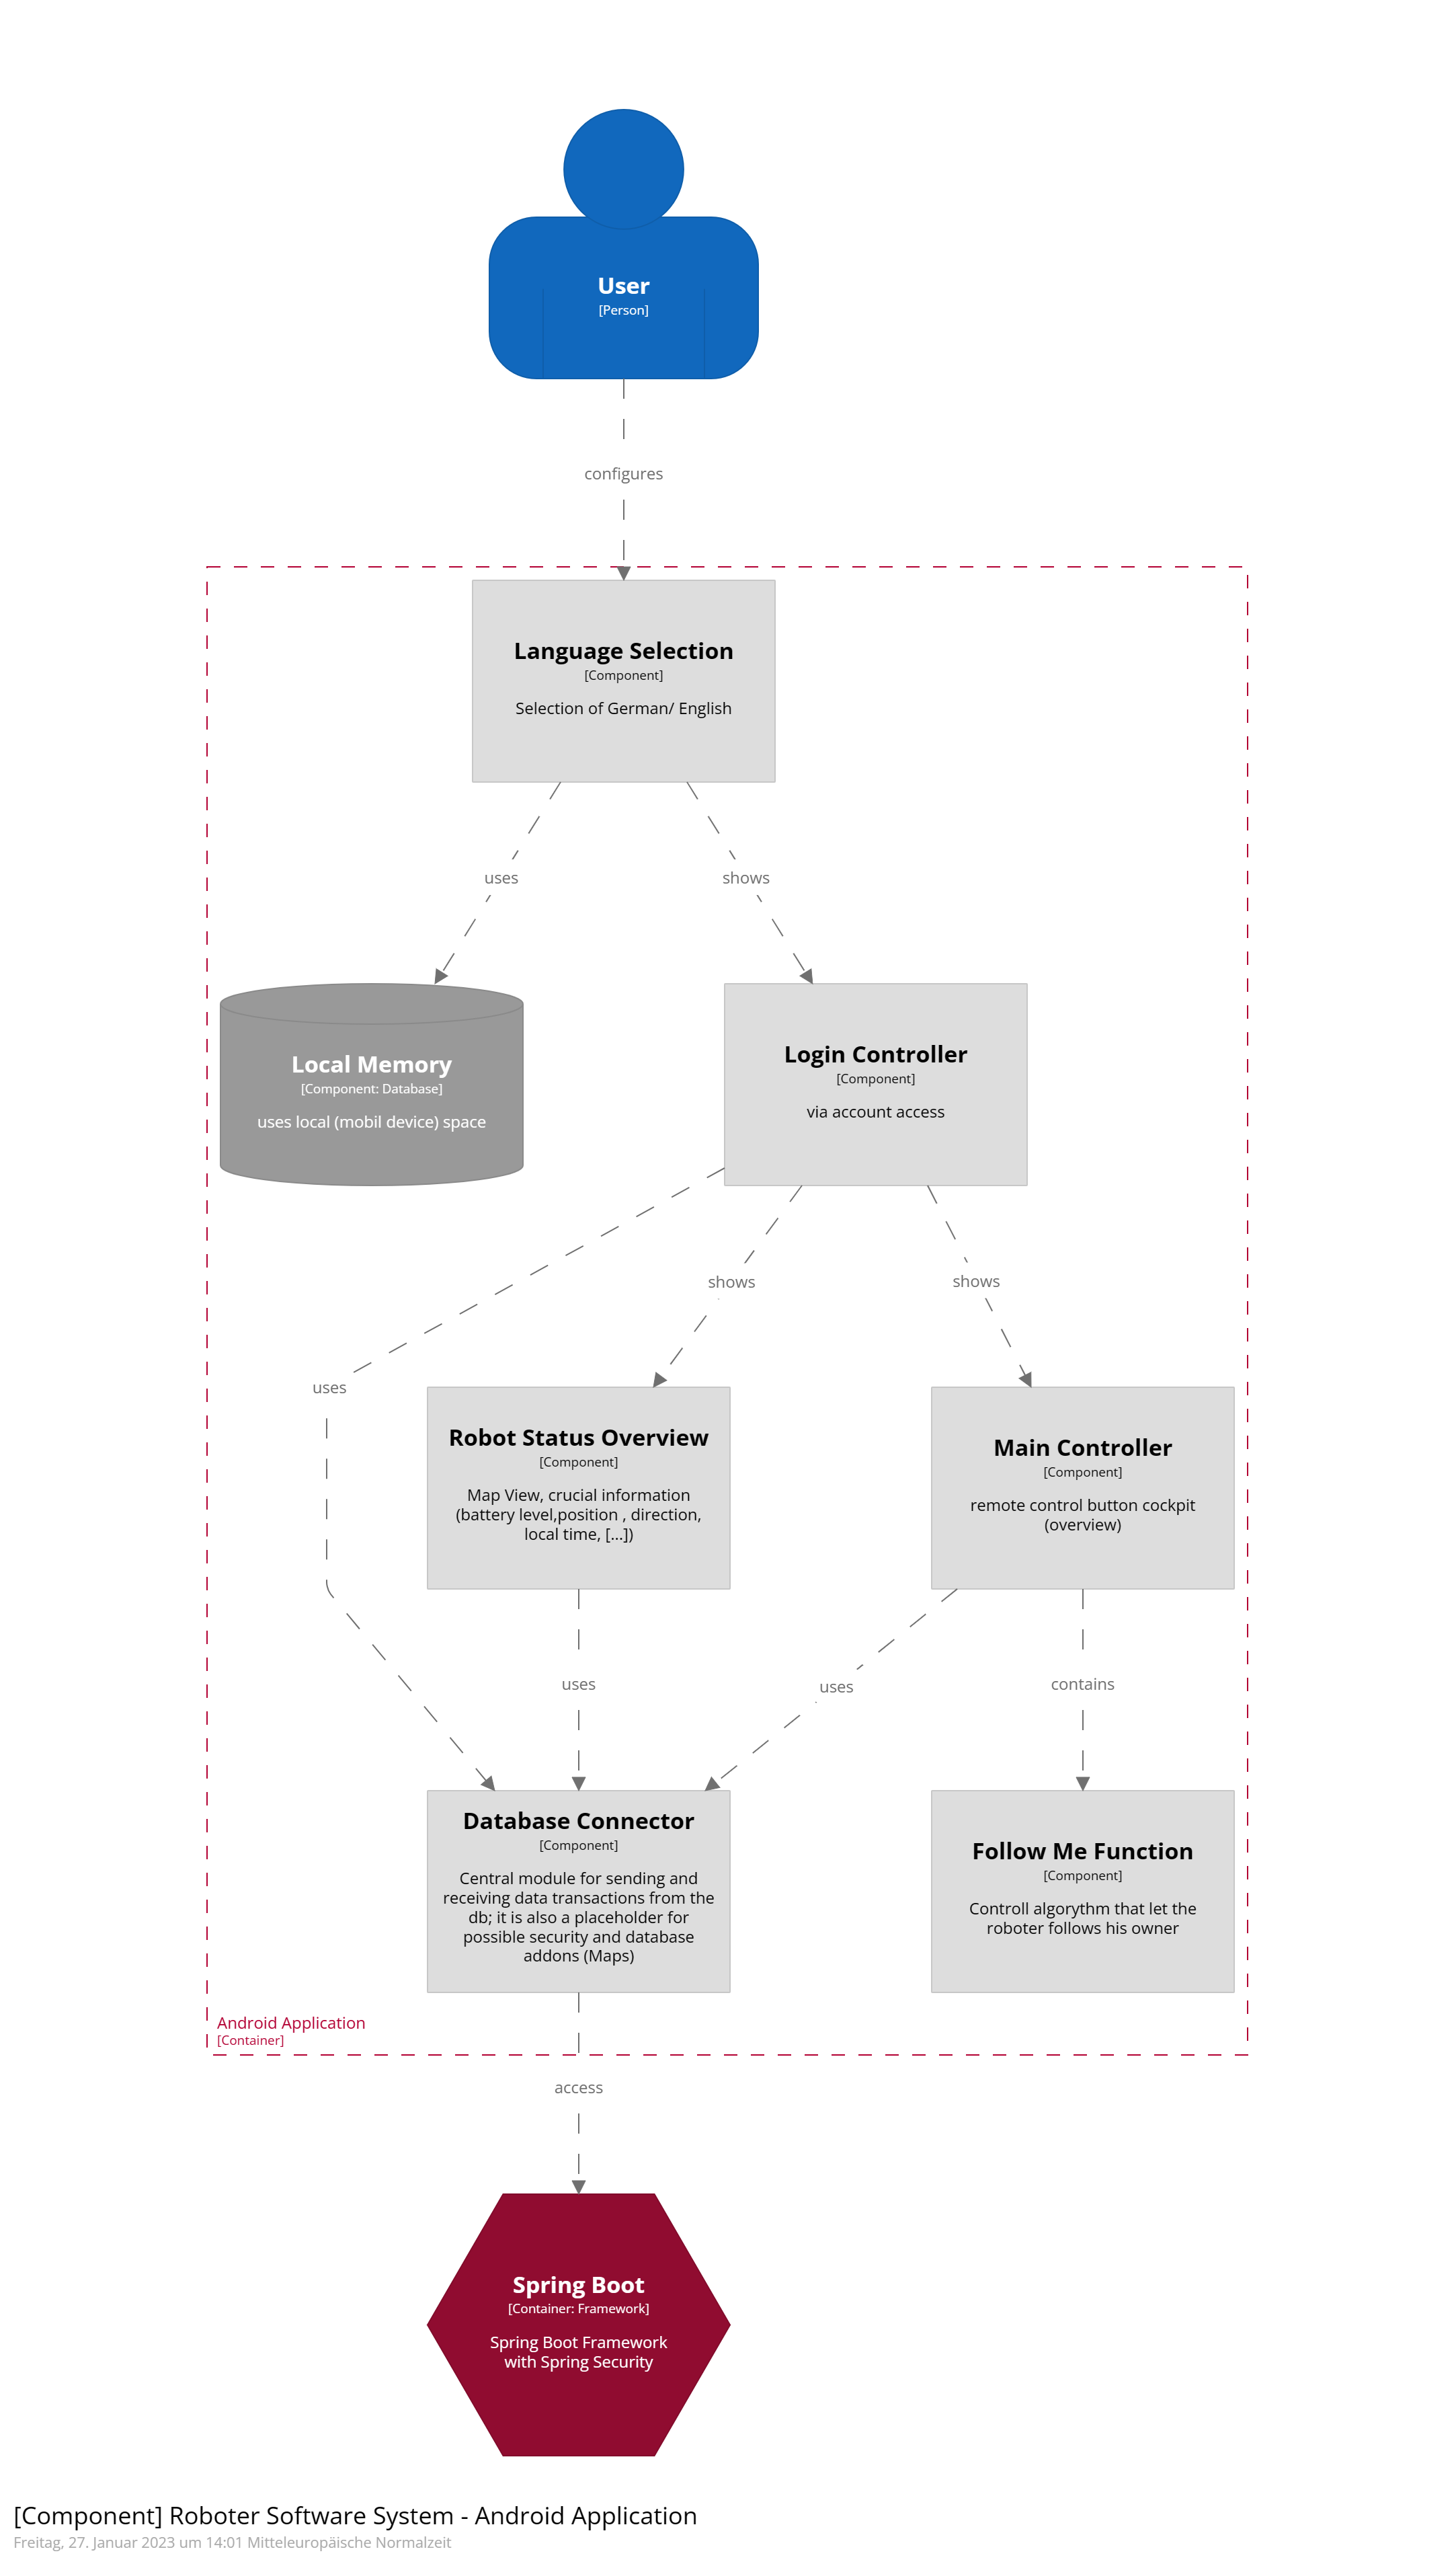 User
[Person]
configures
Language Selection
[Component]
Selection of German/ English
uses
shows
Local Memory
[Component: Database]
uses local (mobil device) space
Login Controller
[Component]
via account access
shows
shows
uses
Robot Status Overview
[Component]
Map View, crucial information
(battery level,position , direction,
local time, [...])
Main Controller
[Component]
remote control button cockpit
(overview)
uses
uses
contains
Database Connector
[Component]
Central module for sending and
receiving data transactions from the
db; it is also a placeholder for
possible security and database
addons (Maps)
Follow Me Function
[Component]
Controll algorythm that let the
roboter follows his owner
Android Application
[Container]
access
Spring Boot
[Container: Framework]
Spring Boot Framework
with Spring Security
[Component] Roboter Software System - Android Application
Freitag, 27. Januar 2023 um 14:01 Mitteleuropäische Normalzeit